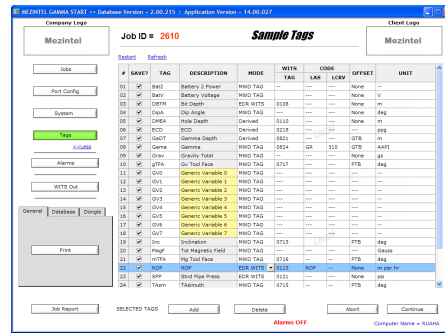 MEZINTEL GAMMA START •• Database Version - 2.00.215 : Application Version - 14.00.027
Company Logo
Client Logo
Mezintel
Job ID = 2610
Sample Tags
Mezintel
Restart Refresh
Jobs
Port Config
System
Tags
<<Less
Alarms
WITS Out
General Database Dongle
Print
# SAVE? TAG DESCRIPTION MODE WITS CODE OFFSET UNIT
TAG LAS LCRV
01 Bat2 Battery 2 Power MWD TAG --- --- --- None --
02 BatV Battery Voltage MWD TAG --- --- --- None V
03 DBTM Bit Depth EDR WITS 0108 --- --- None m
04 DipA Dip Angle MWD TAG --- --- --- None deg
05 DMEA Hole Depth Derived 0110 --- --- None m
06 ECD ECD Derived 0218 --- --- --- ppg
07 GaDT Gamma Depth Derived 0821 --- --- GTB m
08 Gama Gamma MWD TAG 0824 GR 310 GTB AAPI
09 Grav Gravity Total MWD TAG --- --- --- None gs
10 gTFA Gv Tool Face MWD TAG 0717 --- --- PTB deg
11 GV0 Generic Variable 0 MWD TAG --- --- --- --- --
12 GV1 Generic Variable 1 MWD TAG --- --- --- --- --
13 GV2 Generic Variable 2 MWD TAG --- --- --- --- --
14 GV3 Generic Variable 3 MWD TAG --- --- --- --- --
15 GV4 Generic Variable 4 MWD TAG --- --- --- --- --
16 GV5 Generic Variable 5 MWD TAG --- --- --- --- --
17 GV6 Generic Variable 6 MWD TAG --- --- --- --- --
18 GV7 Generic Variable 7 MWD TAG --- --- --- --- --
19 Inc Inclination MWD TAG 0713 --- --- PTB deg
20 MagF Tot Magnetic Field MWD TAG --- --- --- --- Gauss
21 mTFA Mg Tool Face MWD TAG 0716 --- --- PTB deg
22 ROP ROP EDR WITS 0113 ROP --- None m per hr
23 SPP Stnd Pipe Press EDR WITS 0121 --- --- None psi
24 TAzm TAzimuth MWD TAG 0715 --- --- PTB deg
Job Report
SELECTED TAGS
Add
Delete
Abort
Continue
Alarms OFF
Computer Name = RUAHA